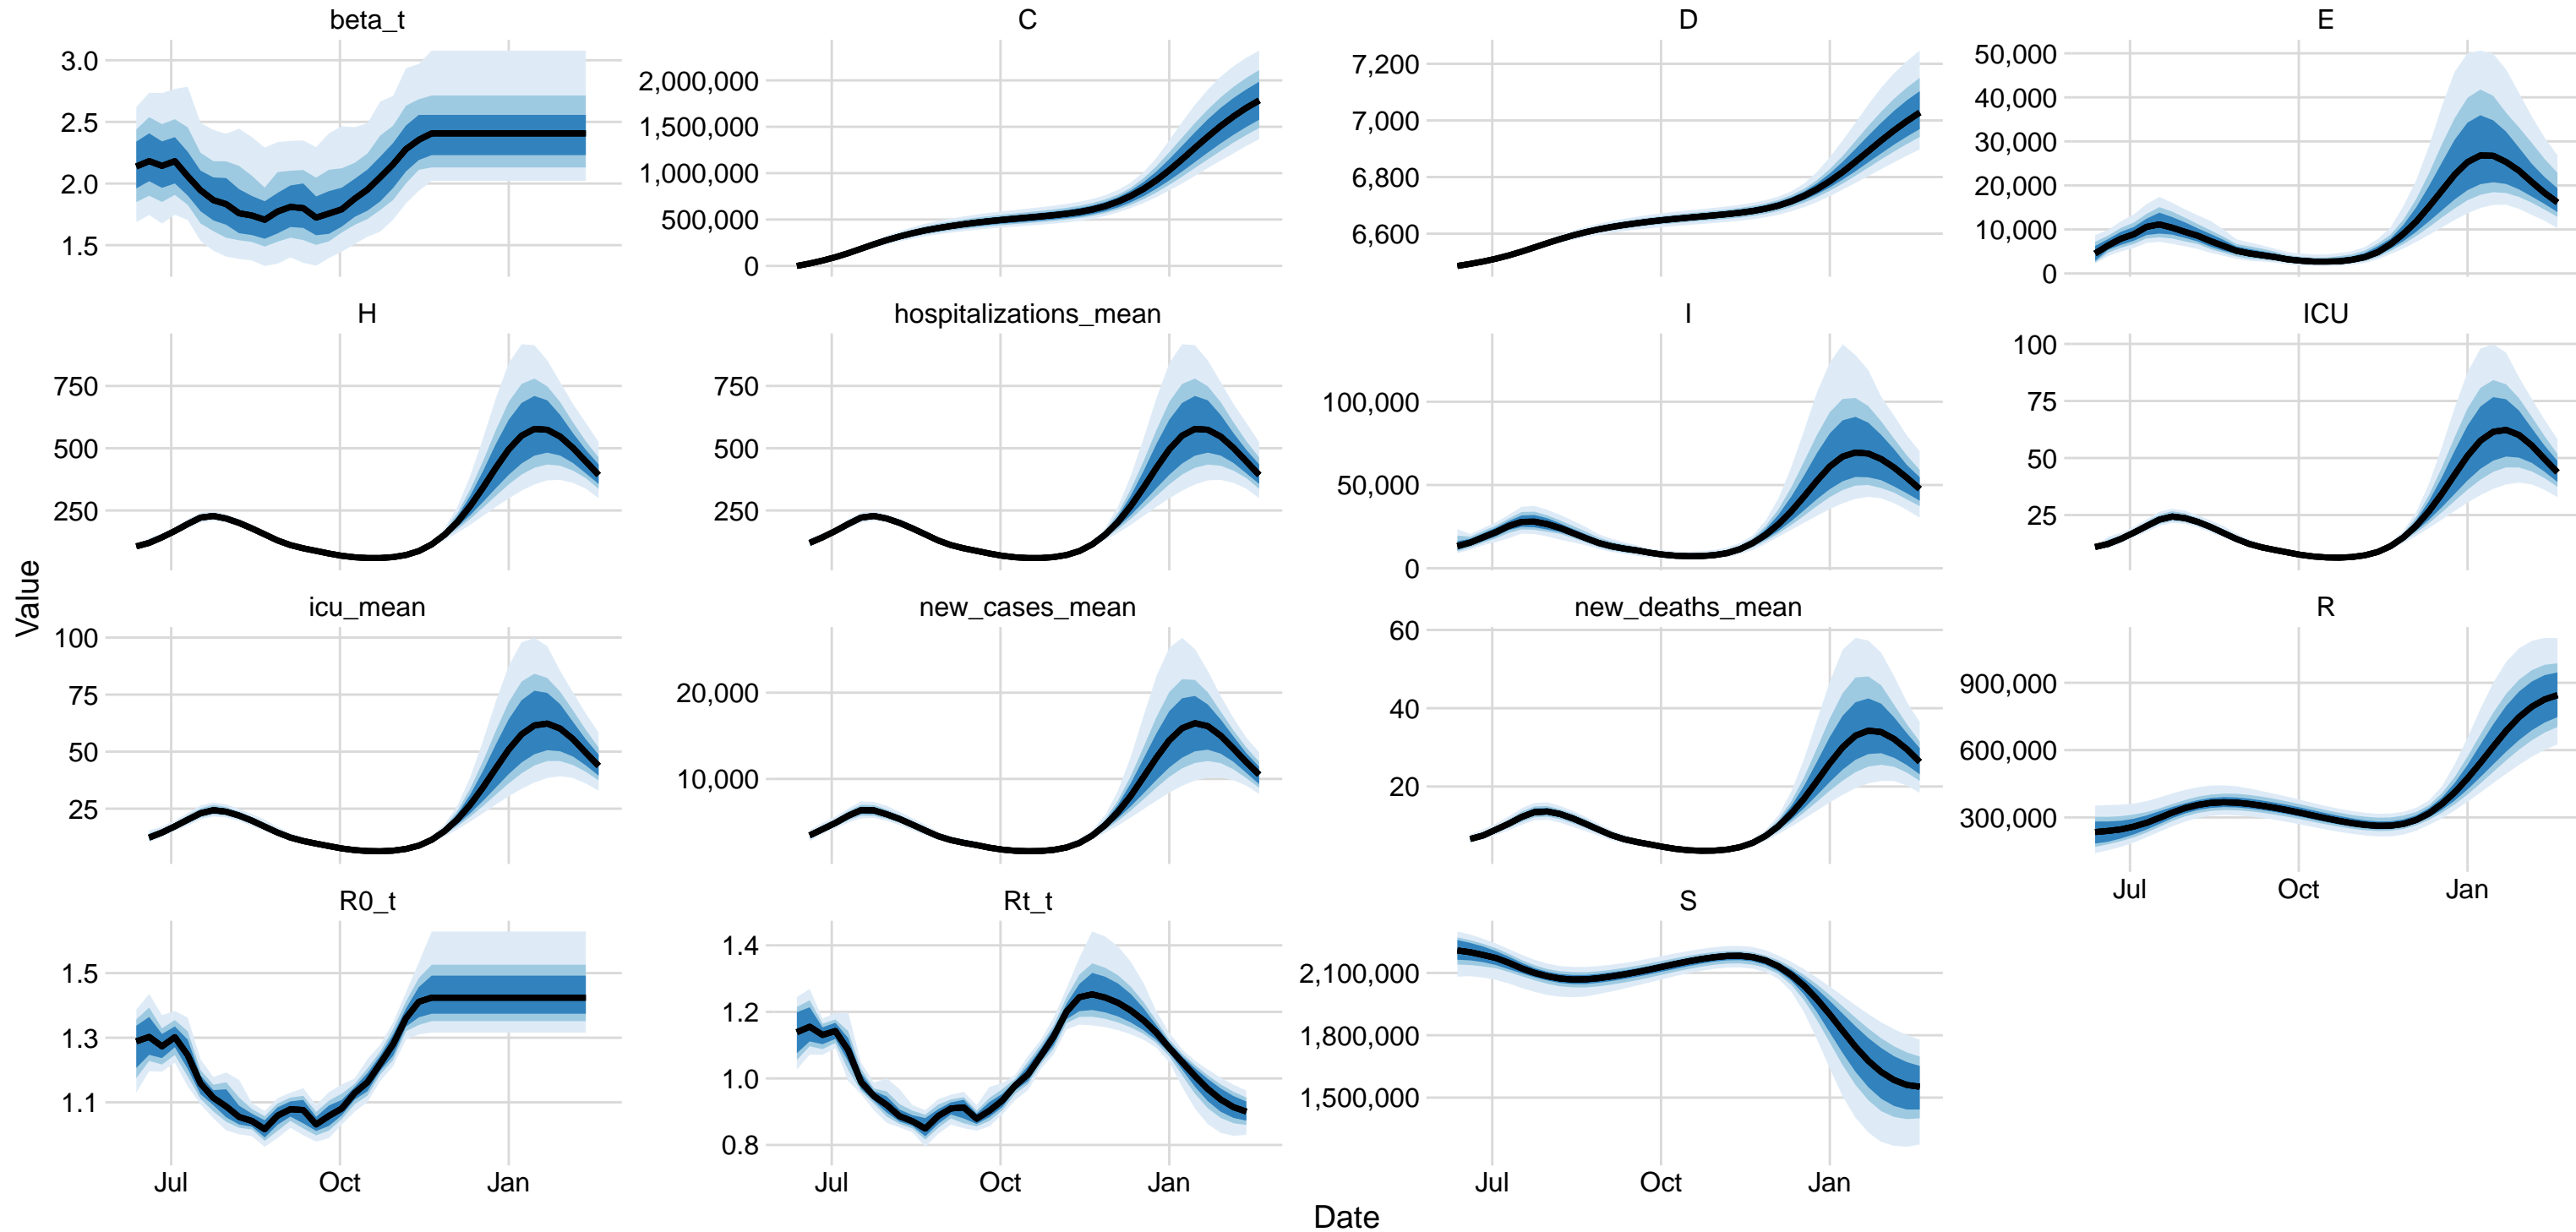 beta_t
C
D
E
3.0
2.5
2.0
1.5
2,000,000
1,500,000
1,000,000
500,000
0
7,200
7,000
6,800
6,600
50,000
40,000
30,000
20,000
10,000
0
H
hospitalizations_mean
I
ICU
750
500
250
750
500
250
100,000
50,000
0
100
75
50
25
Value
icu_mean
new_cases_mean
new_deaths_mean
R
100
75
50
25
20,000
10,000
60
40
20
900,000
600,000
300,000
Jul
Oct
Jan
R0_t
Rt_t
S
1.5
1.3
1.1
1.4
1.2
1.0
0.8
2,100,000
1,800,000
1,500,000
Jul
Oct
Jan
Jul
Oct
Jan
Jul
Oct
Jan
Date